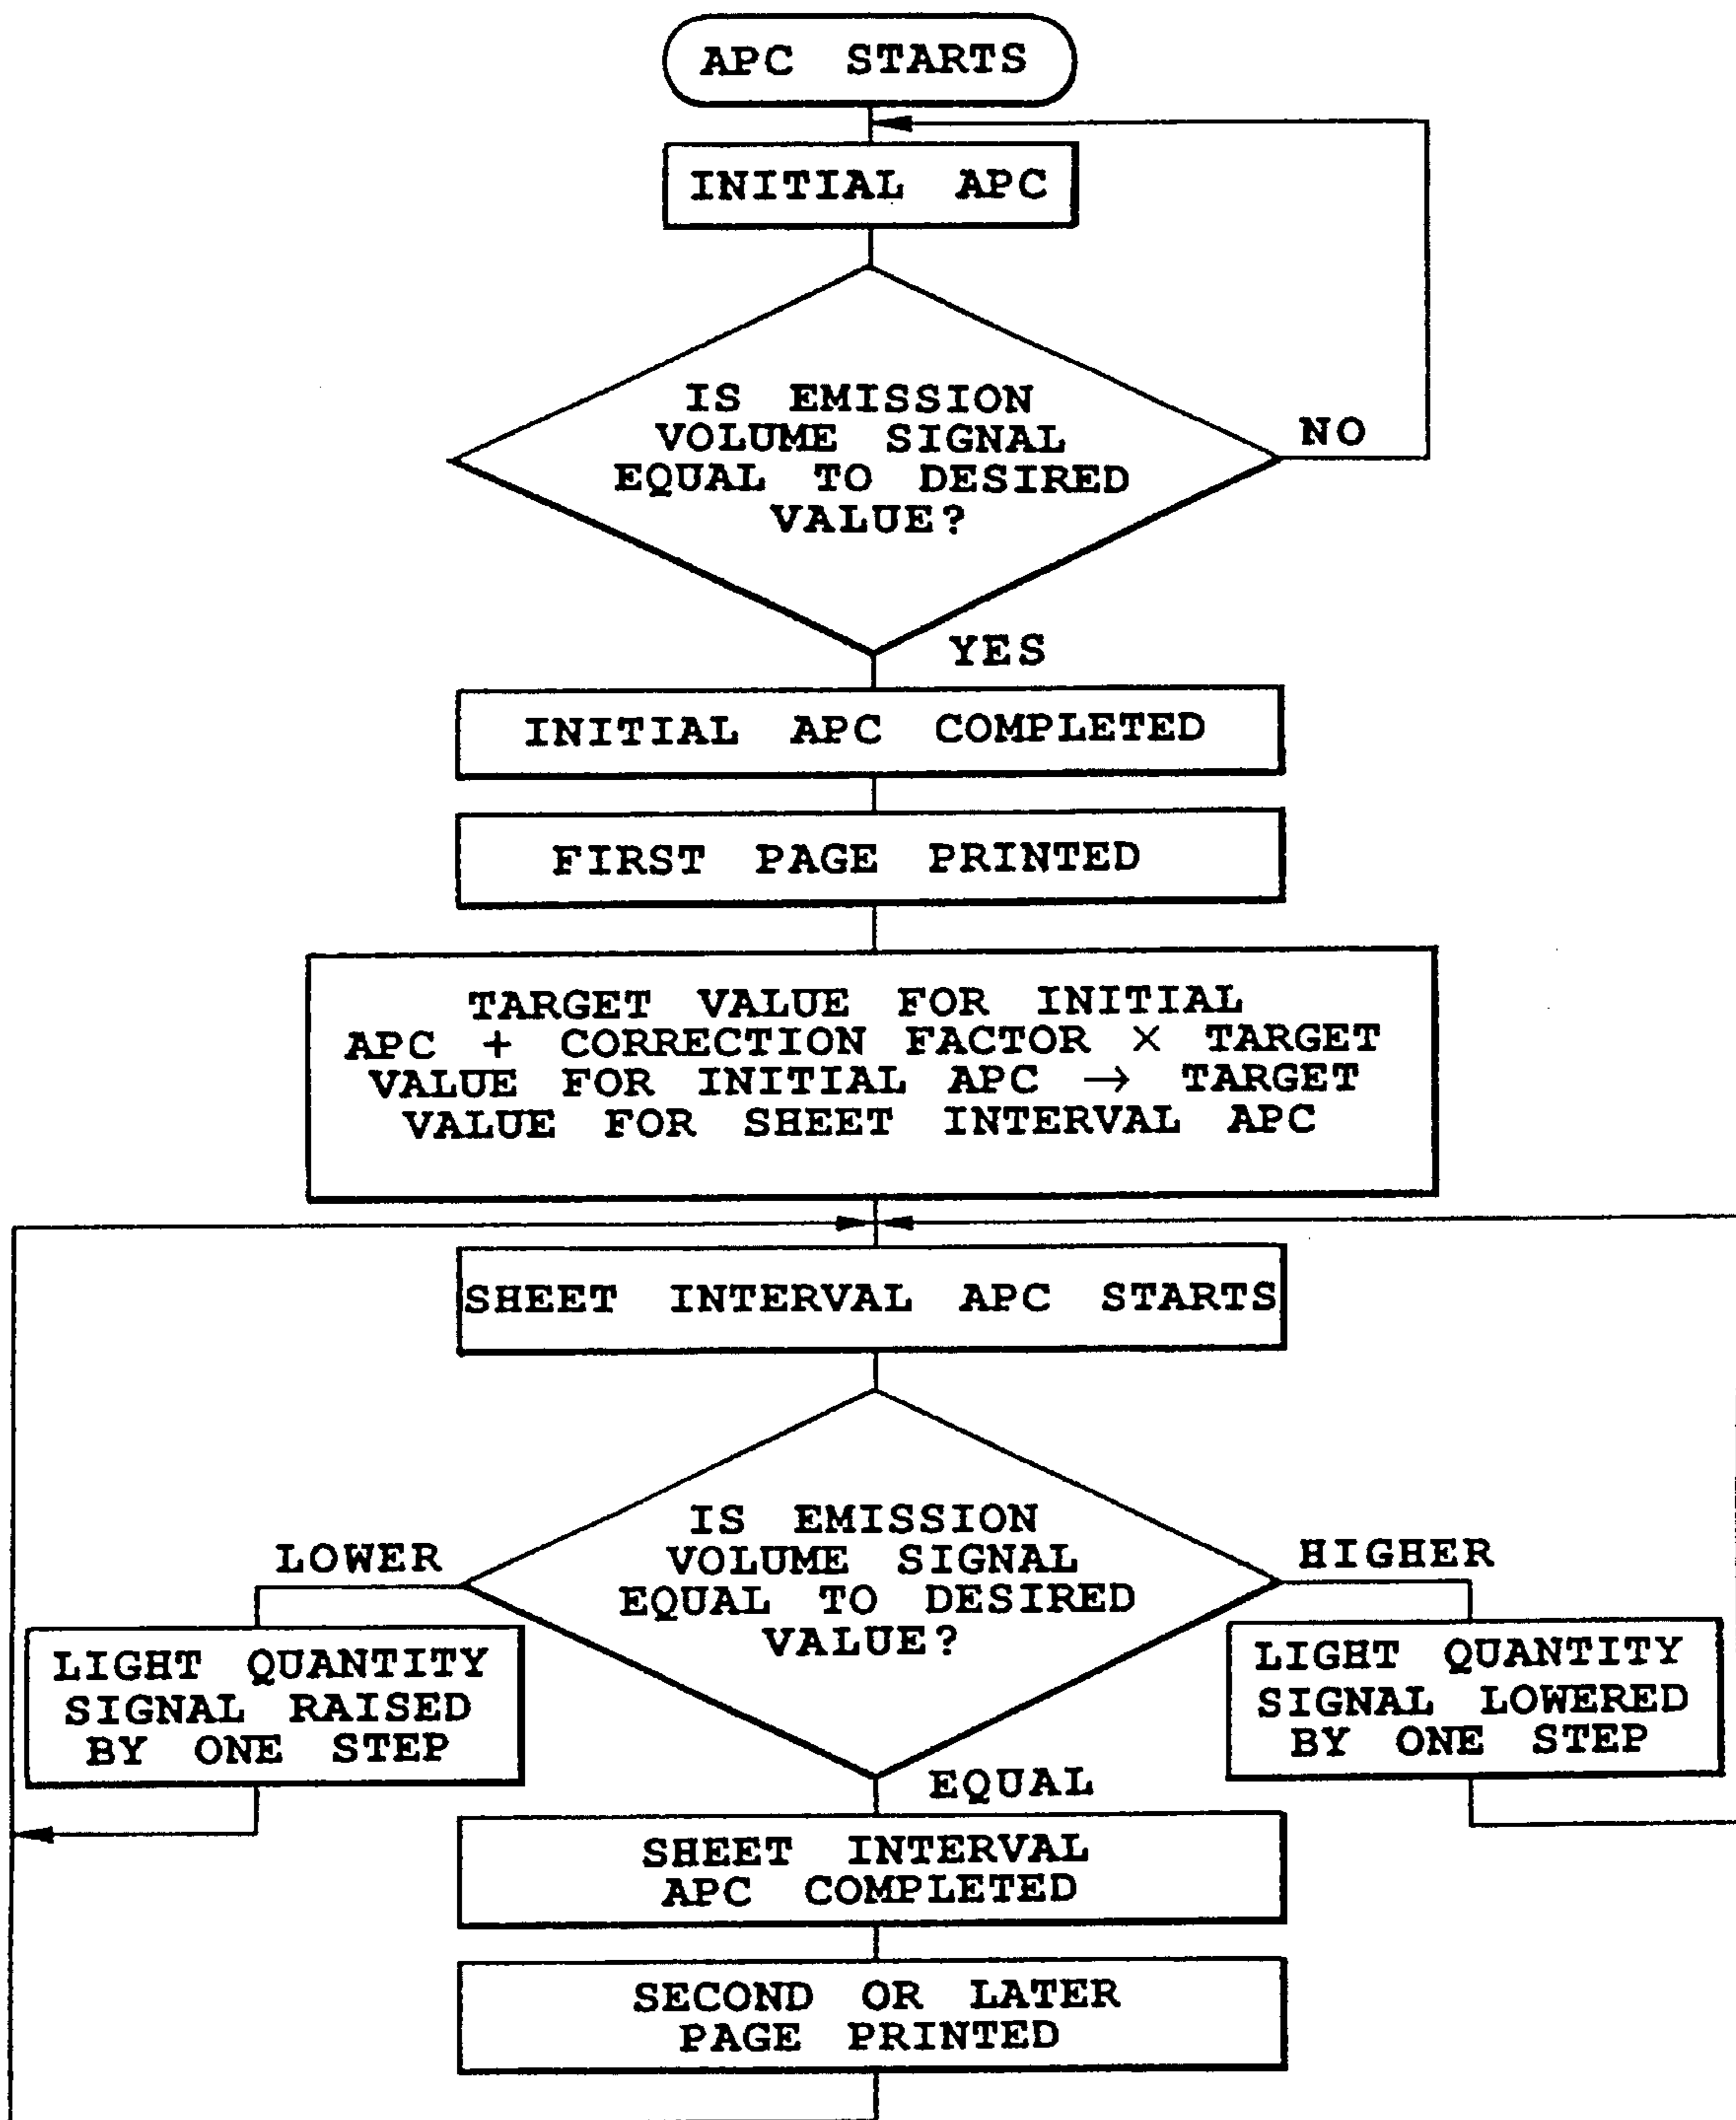 APC STARTS
INITIAL APC
IS EMISSION
VOLUME SIGNAL
EQUAL TO DESIRED
VALUE?
NO
YES
INITIAL APC COMPLETED
FIRST PAGE PRINTED
TARGET VALUE FOR INITIAL
APC + CORRECTION FACTOR × TARGET
VALUE FOR INITIAL APC → TARGET
VALUE FOR SHEET INTERVAL APC
SHEET INTERVAL APC STARTS
IS EMISSION
VOLUME SIGNAL
EQUAL TO DESIRED
VALUE?
LOWER
HIGHER
LIGHT QUANTITY
SIGNAL RAISED
BY ONE STEP
LIGHT QUANTITY
SIGNAL LOWERED
BY ONE STEP
EQUAL
SHEET INTERVAL
APC COMPLETED
SECOND OR LATER
PAGE PRINTED